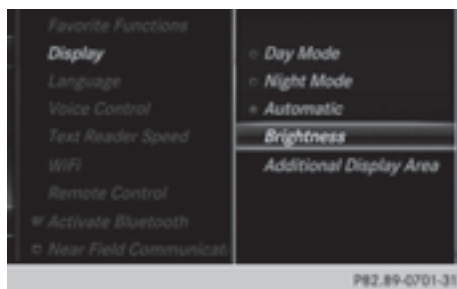 Favorite Functions
Display
Language
Voice Control
Text Reader Speed
WiFi
Remote Control
Activate Bluetooth
Near Field Communicati
Day Mode
Night Mode
Automatic
Brightness
Additional Display Area
P82.89-0701-31